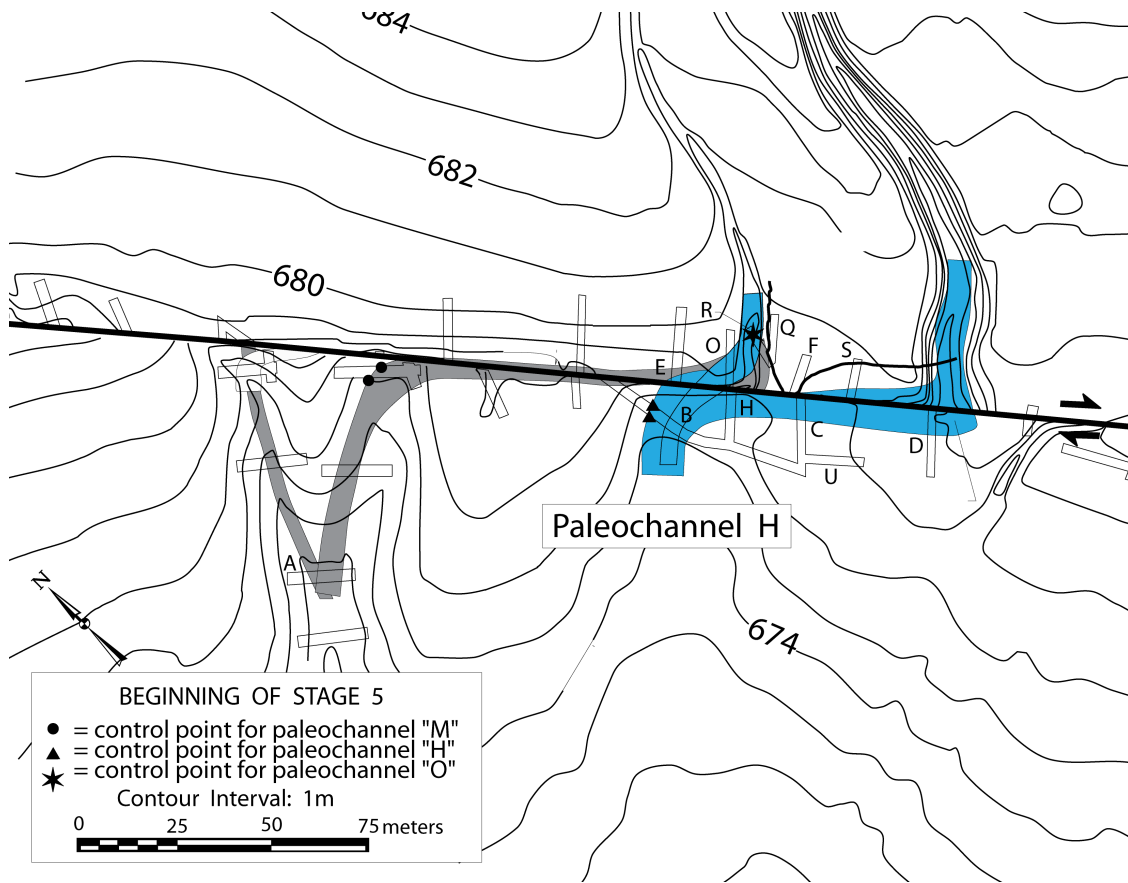 684
682
680
R
Q
O
F
S
E
B
H
C
D
U
Paleochannel H
A
N
674
BEGINNING OF STAGE 5
= control point for paleochannel "M"
= control point for paleochannel "H"
= control point for paleochannel "O"
Contour Interval: 1m
0 25 50 75 meters